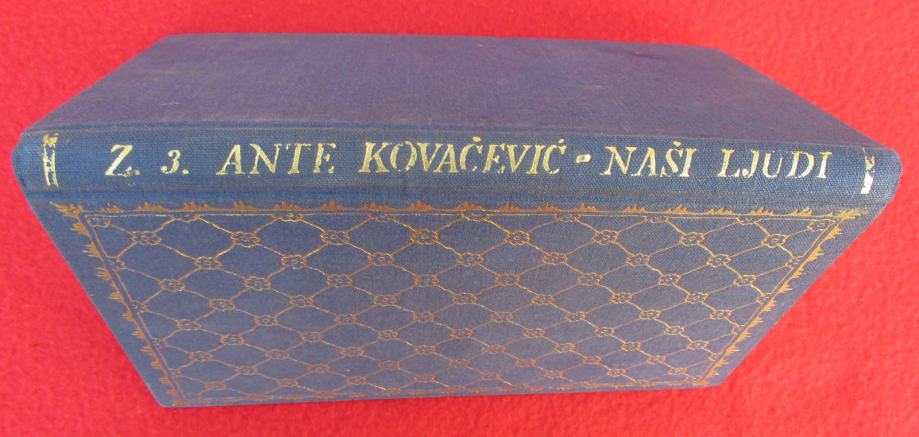 Z. 3. ANTE KOVAČEVIĆ - NAŠI LJUDI